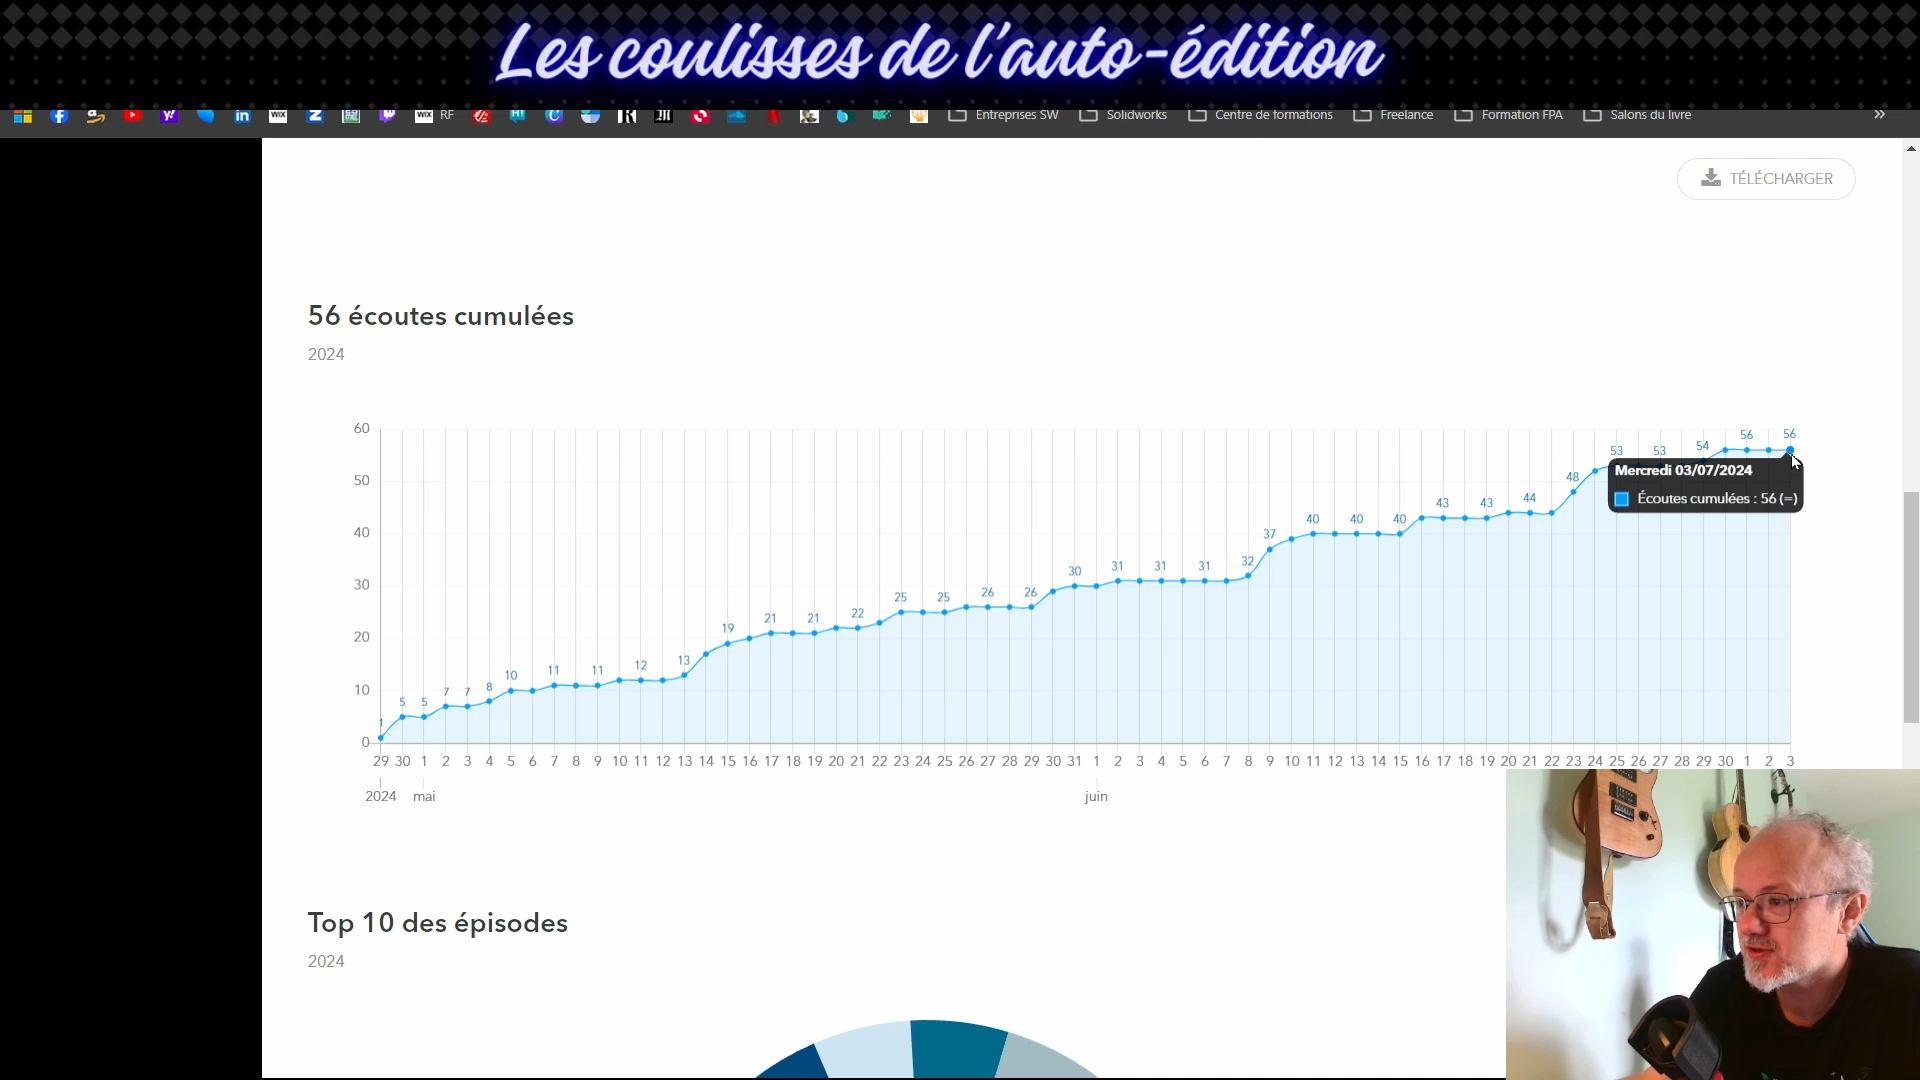 Les coulisses de l'auto-édition
RF Entreprises SW Solidworks Centre de formations Freelance Formation FPA Salons du livre »
TÉLÉCHARGER
56 écoutes cumulées
2024
60
50
40
30
20
10
0
1 5 5 7 7 8 10 11 11 12 13 19 21 21 22 25 25 26 26 30 31 31 31 32 37 40 40 40 43 43 44 48 53 53 54 56 56
Mercredi 03/07/2024
Écoutes cumulées : 56 (=)
29 30 1 2 3 4 5 6 7 8 9 10 11 12 13 14 15 16 17 18 19 20 21 22 23 24 25 26 27 28 29 30 31 1 2 3 4 5 6 7 8 9 10 11 12 13 14 15 16 17 18 19 20 21 22 23 24 25 26 27 28 29 30 1 2 3
2024 mai juin
Top 10 des épisodes
2024